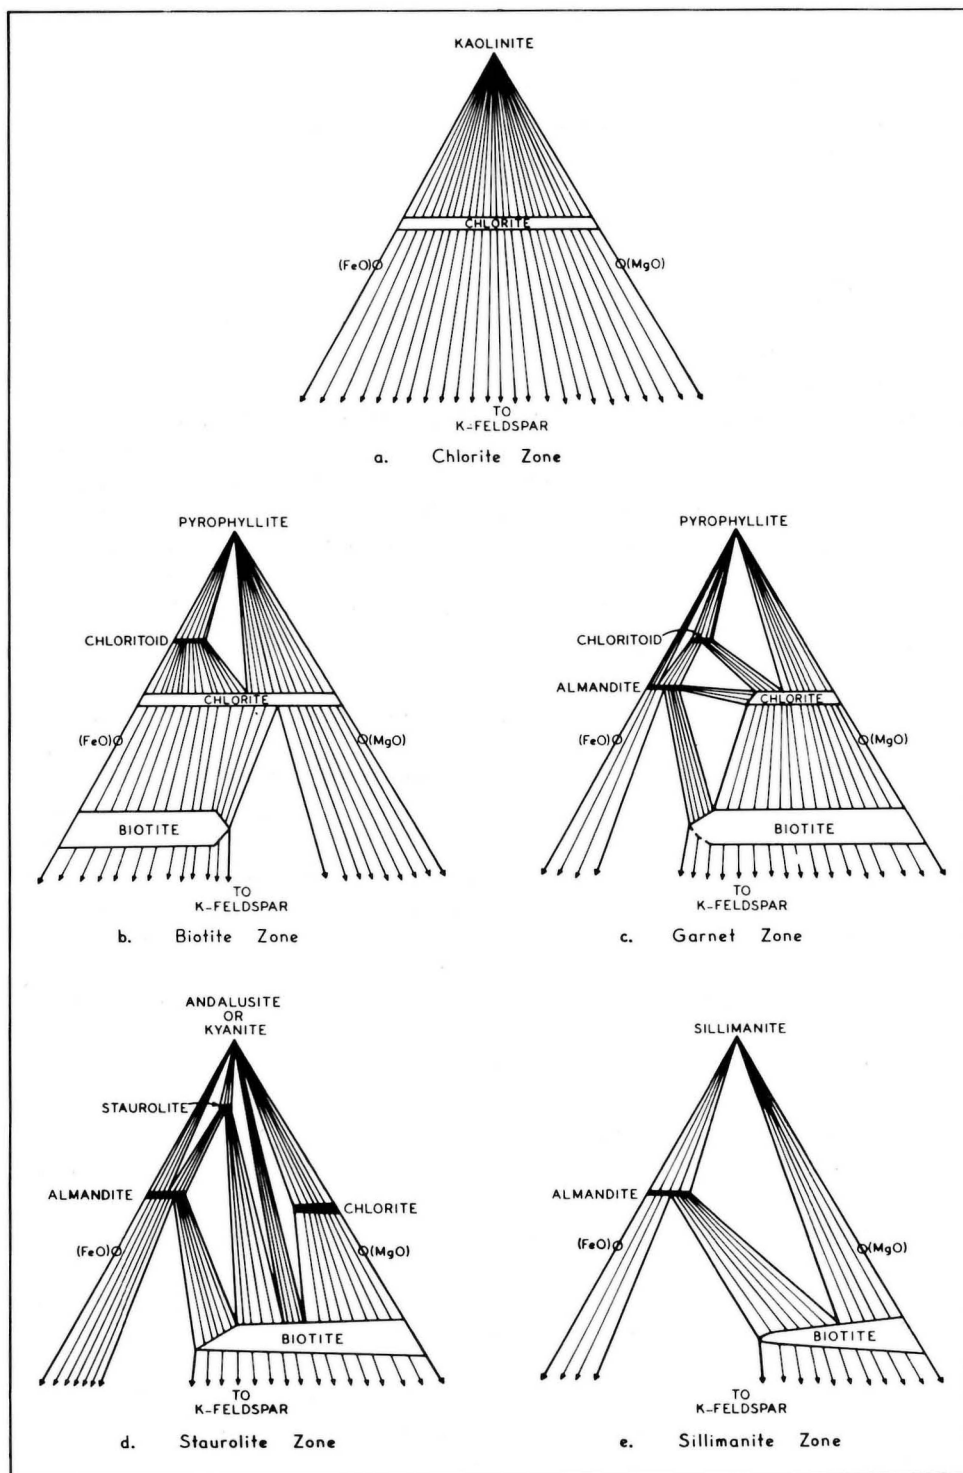 KAOLINITE
CHLORITE
(FeO)
(MgO)
TO
K-FELDSPAR
a. Chlorite Zone
PYROPHYLLITE
CHLORITOID
CHLORITE
(FeO)
(MgO)
BIOTITE
TO
K-FELDSPAR
b. Biotite Zone
PYROPHYLLITE
CHLORITOID
ALMANDITE
CHLORITE
(FeO)
(MgO)
BIOTITE
TO
K-FELDSPAR
c. Garnet Zone
ANDALUSITE
OR
KYANITE
STAUROLITE
ALMANDITE
CHLORITE
(FeO)
(MgO)
BIOTITE
TO
K-FELDSPAR
d. Staurolite Zone
SILLIMANITE
ALMANDITE
(FeO)
(MgO)
BIOTITE
TO
K-FELDSPAR
e. Sillimanite Zone